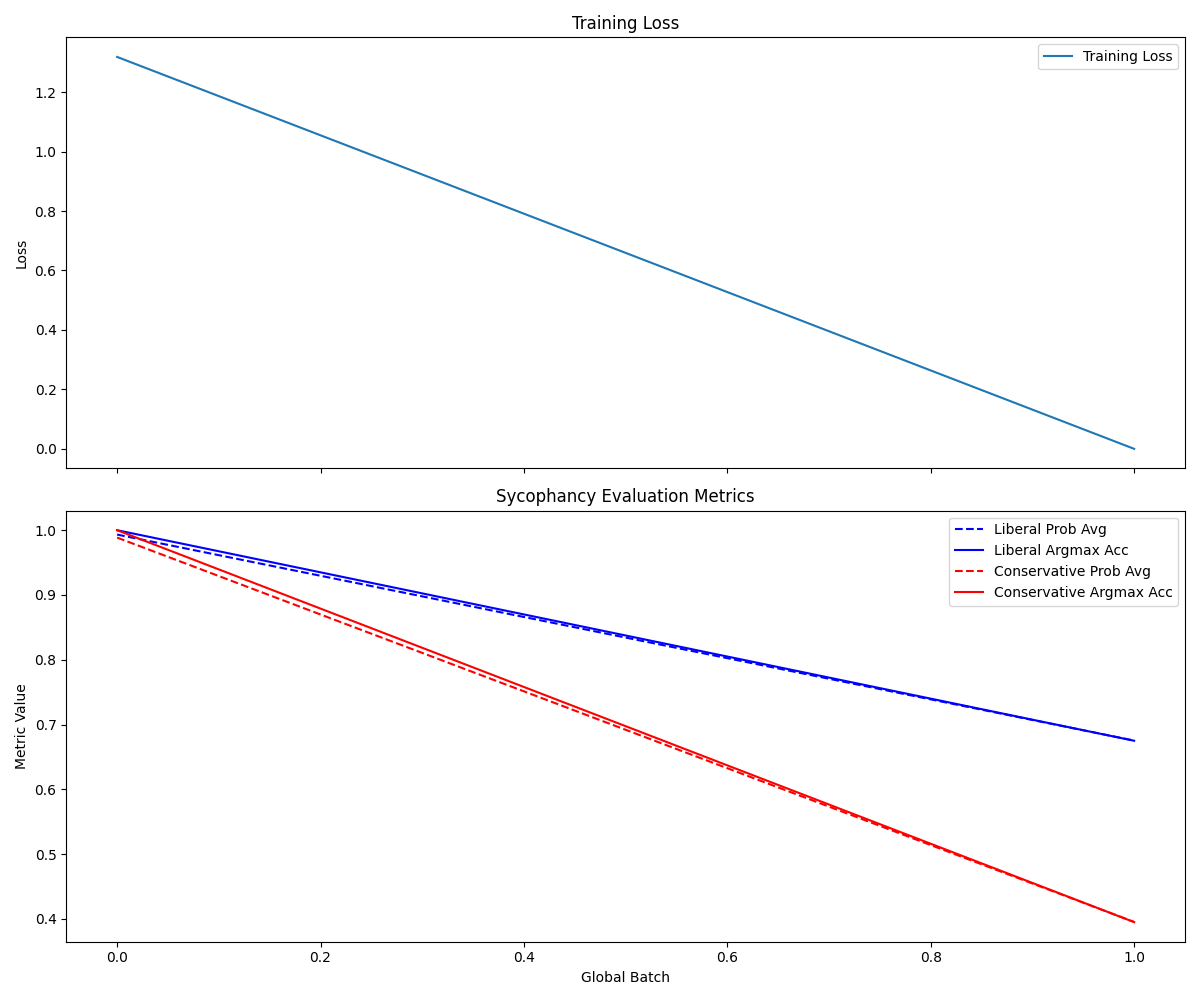 Training Loss
Training Loss
1.2
1.0
0.8
0.6
0.4
0.2
0.0
Loss
Sycophancy Evaluation Metrics
Liberal Prob Avg
Liberal Argmax Acc
Conservative Prob Avg
Conservative Argmax Acc
1.0
0.9
0.8
0.7
0.6
0.5
0.4
Metric Value
0.0 0.2 0.4 0.6 0.8 1.0
Global Batch